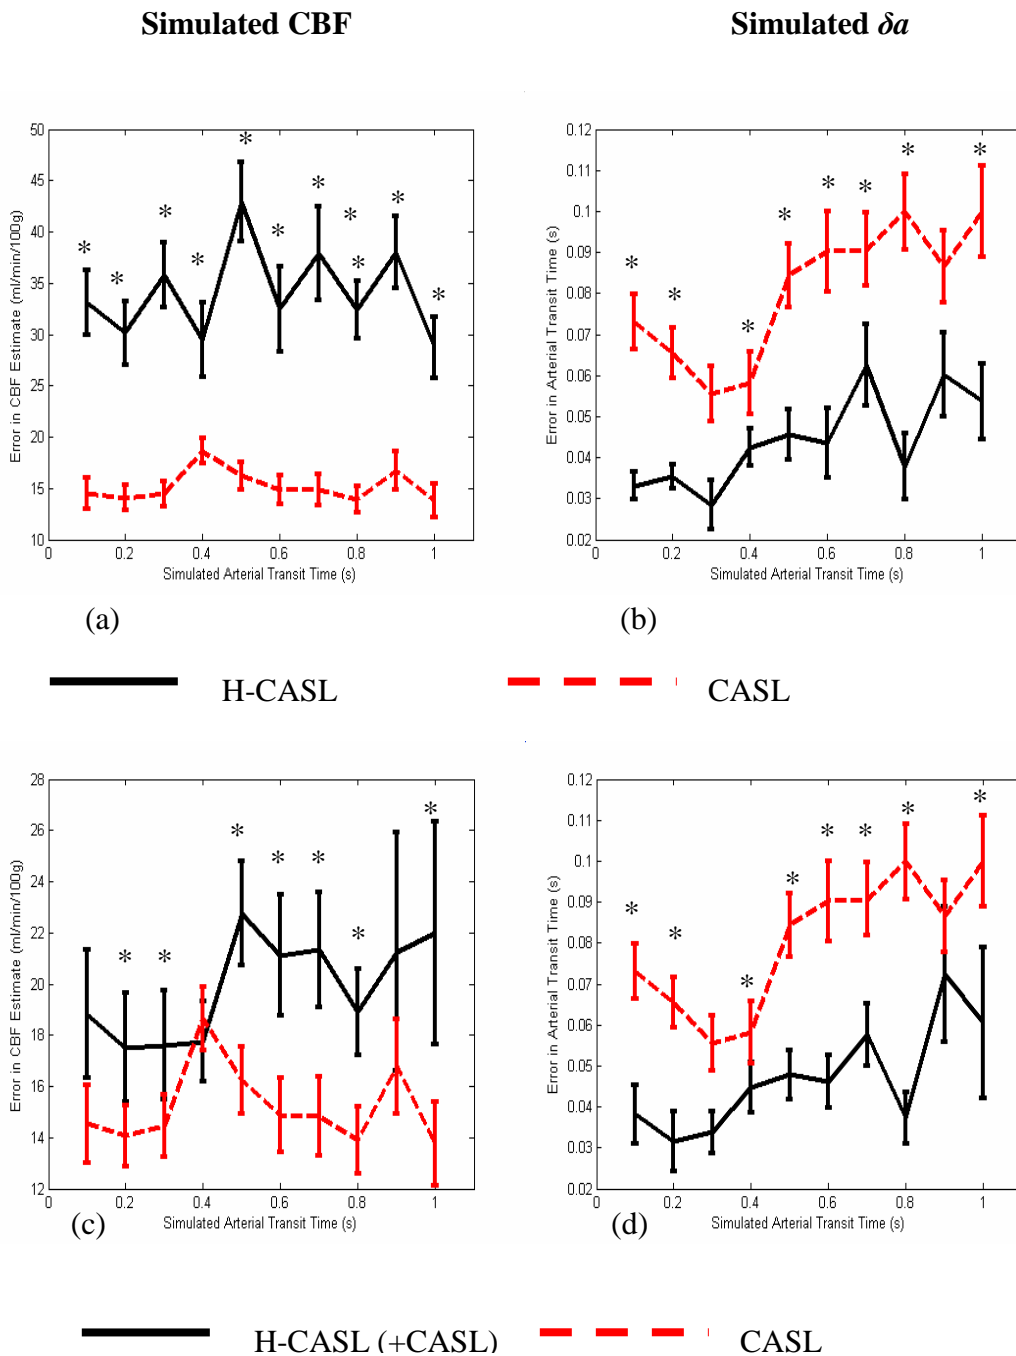 Simulated CBF
Simulated δa
50
45
40
35
30
25
20
15
10
Error in CBF Estimate (ml/min/100g)
* * * * * * * * * *
0 0.2 0.4 0.6 0.8 1
Simulated Arterial Transit Time (s)
(a)
0.12
0.11
0.1
0.09
0.08
0.07
0.06
0.05
0.04
0.03
0.02
Error in Arterial Transit Time (s)
* * * * * * * *
0 0.2 0.4 0.6 0.8 1
Simulated Arterial Transit Time (s)
(b)
H-CASL
CASL
28
26
24
22
20
18
16
14
12
Error in CBF Estimate (ml/min/100g)
* * * * * * *
0 0.2 0.4 0.6 0.8 1
Simulated Arterial Transit Time (s)
(c)
0.12
0.11
0.1
0.09
0.08
0.07
0.06
0.05
0.04
0.03
0.02
Error in Arterial Transit Time (s)
* * * * * * * *
0 0.2 0.4 0.6 0.8 1
Simulated Arterial Transit Time (s)
(d)
H-CASL (+CASL)
CASL